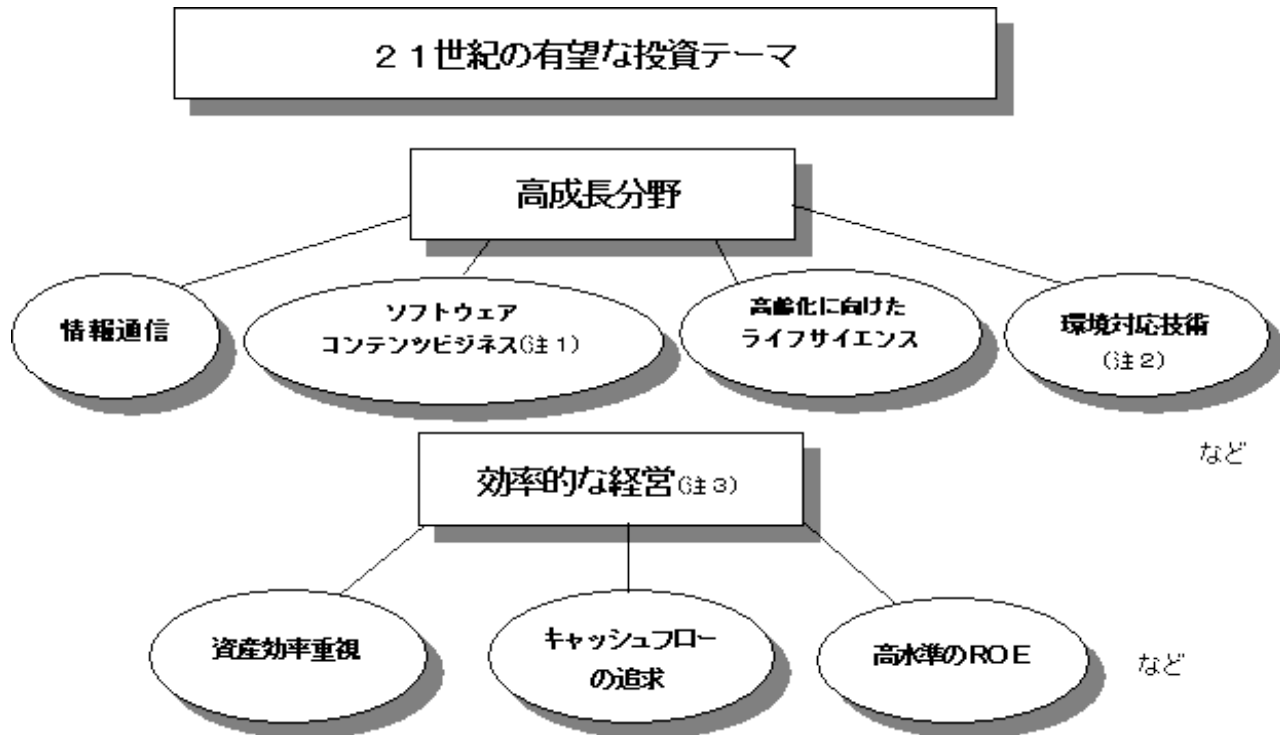 ２１世紀の有望な投資テーマ
高成長分野
情報通信
ソフトウェア
コンテンツビジネス(注１)
高齢化に向けた
ライフサイエンス
環境対応技術
(注２)
など
効率的な経営(注３)
資産効率重視
キャッシュフロー
の追求
高水準のＲＯＥ
など